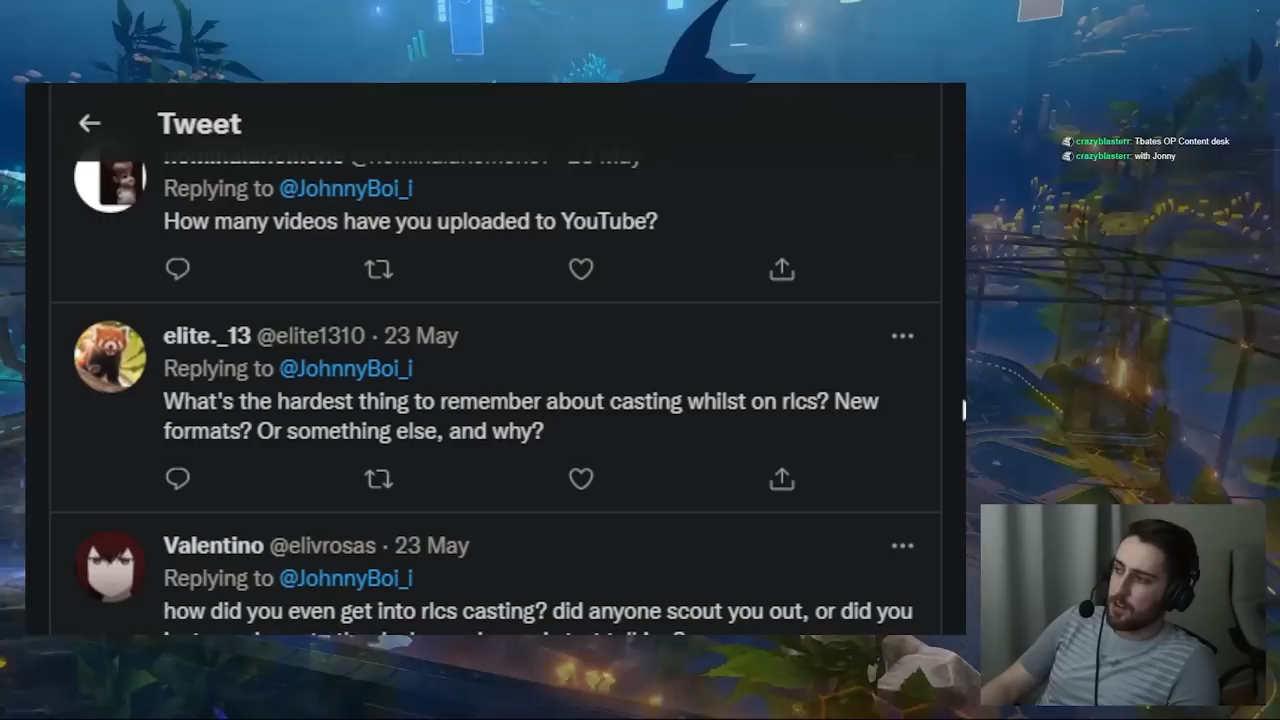 Tweet
Replying to @JohnnyBoi_i
How many videos have you uploaded to YouTube?
elite._13 @elite1310 · 23 May
Replying to @JohnnyBoi_i
What's the hardest thing to remember about casting whilst on rlcs? New
formats? Or something else, and why?
Valentino @elivrosas · 23 May
Replying to @JohnnyBoi_i
how did you even get into rlcs casting? did anyone scout you out, or did you
crazyblasterr: Tbates OP Content desk
crazyblasterr: with Jonny